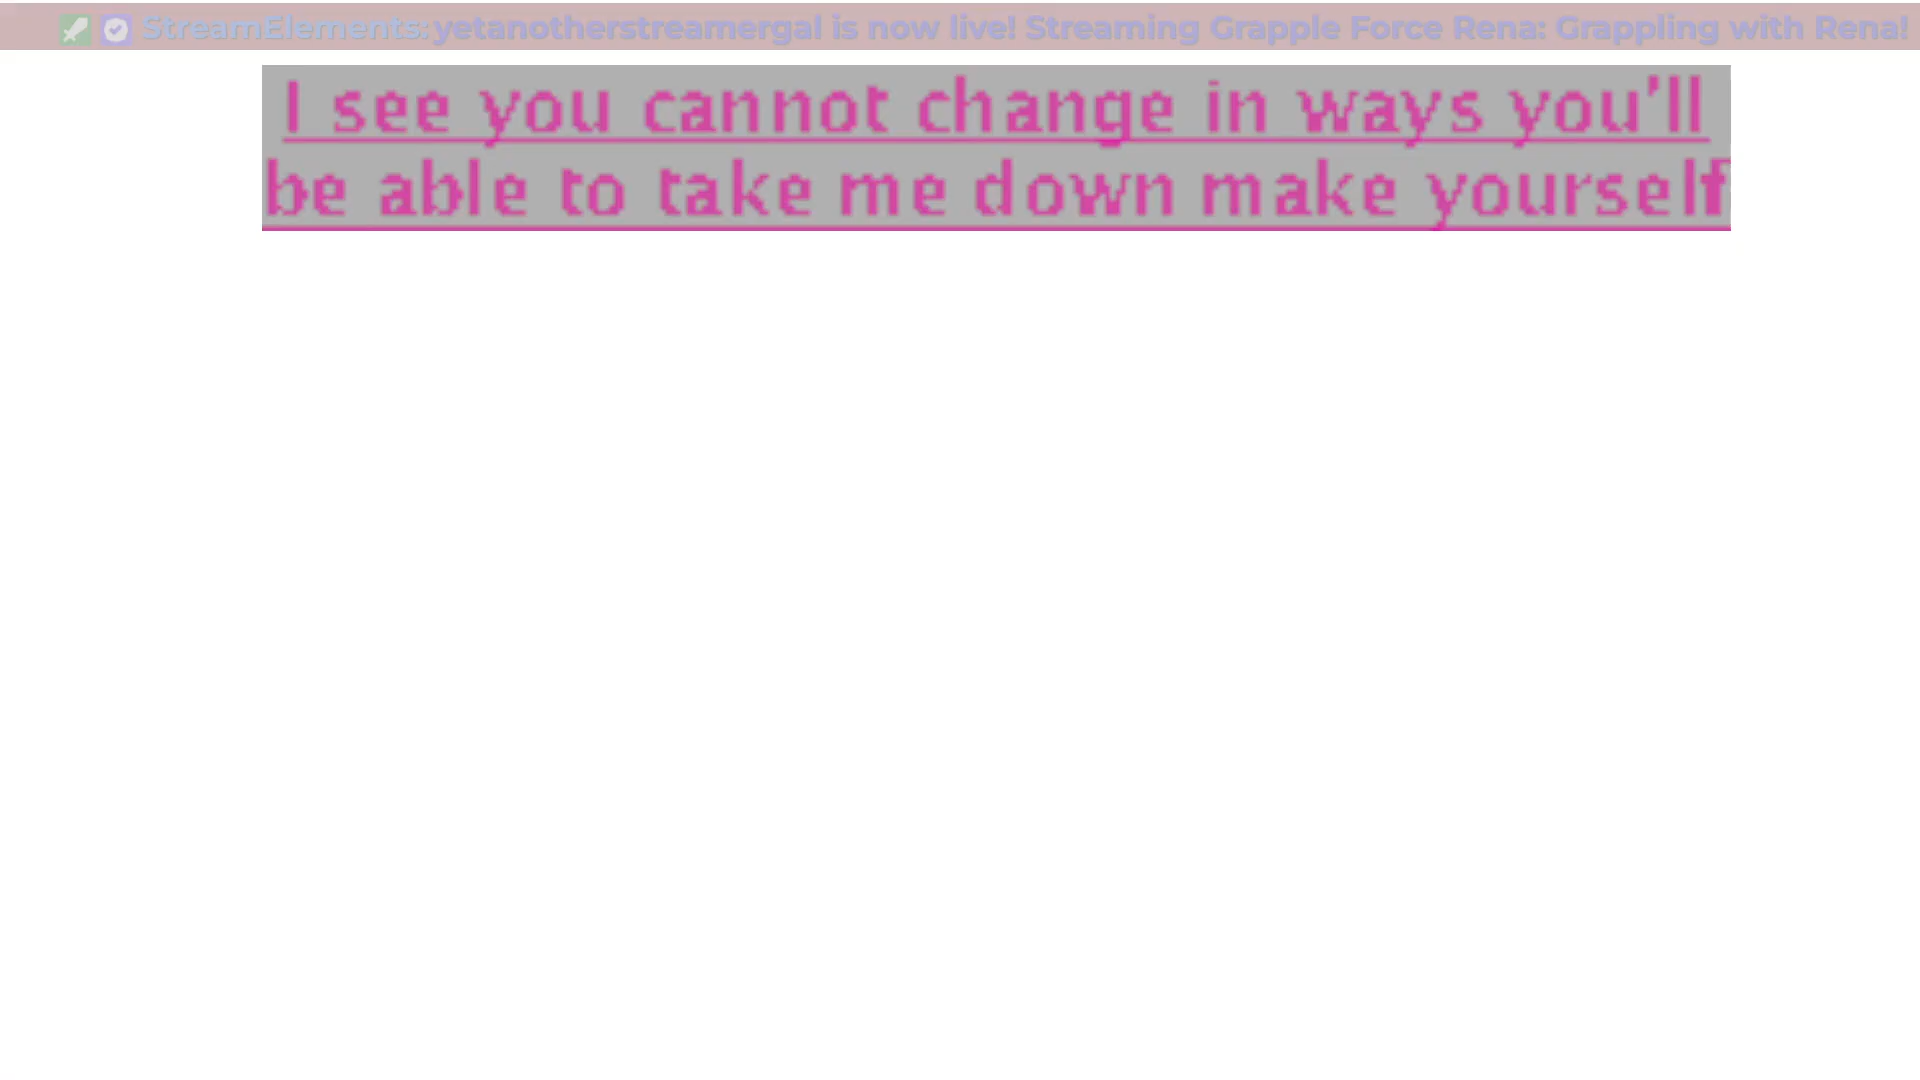 StreamElements: yetanotherstreamergal is now live! Streaming Grapple Force Rena: Grappling with Rena!
I see you cannot change in ways you'll
be able to take me down make yourself